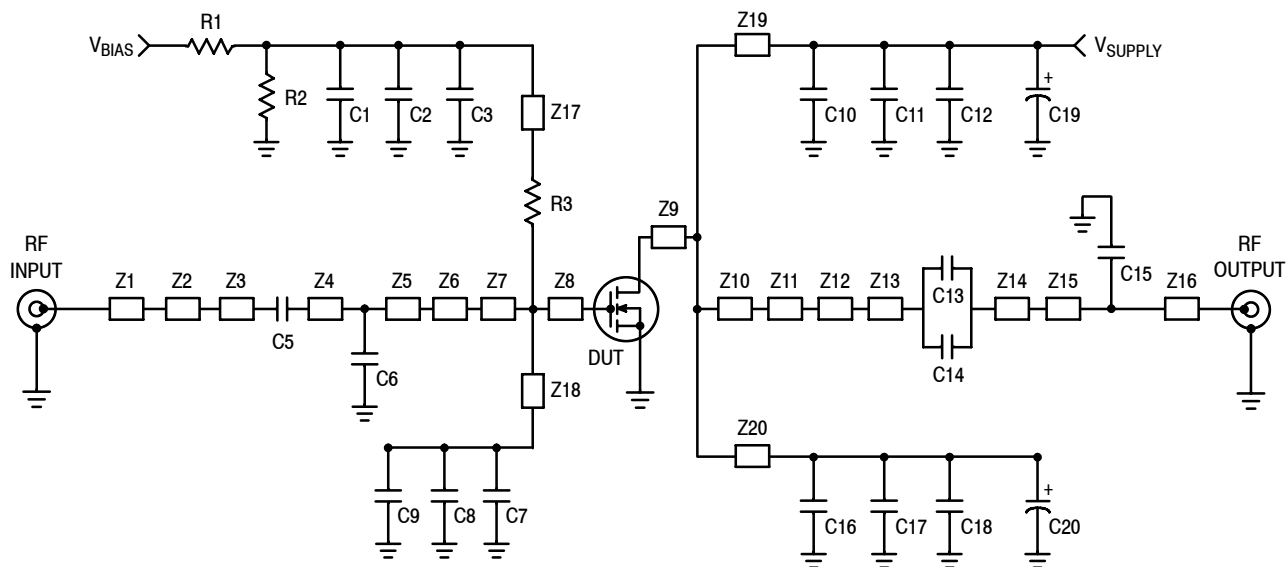 R1
Z19
V_BIAS
V_SUPPLY
R2
C1
C2
C3
Z17
C10
C11
C12
+
C19
R3
Z9
RF
INPUT
Z1
Z2
Z3
Z4
Z5
Z6
Z7
Z8
Z10
Z11
Z12
Z13
C13
Z14
Z15
C15
Z16
RF
OUTPUT
C5
C6
DUT
C14
Z18
Z20
C9
C8
C7
C16
C17
C18
+
C20